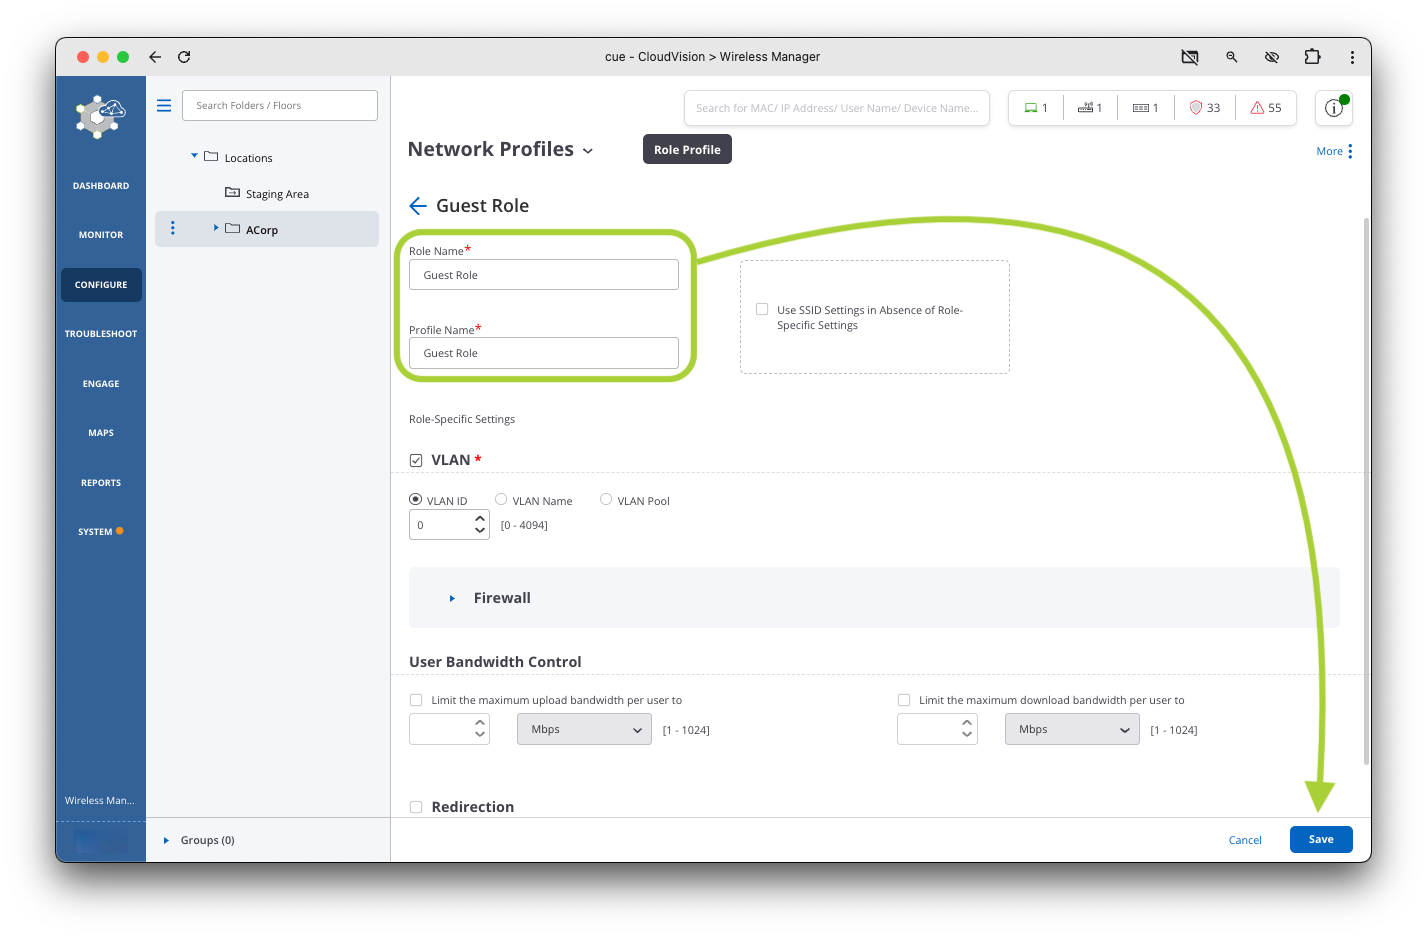 cue - CloudVision > Wireless Manager
DASHBOARD
MONITOR
CONFIGURE
TROUBLESHOOT
ENGAGE
MAPS
REPORTS
SYSTEM
Wireless Man...
Search Folders / Floors
Locations
Staging Area
ACorp
Groups (0)
Search for MAC/ IP Address/ User Name/ Device Name...
1
1
1
33
55
Network Profiles
Role Profile
More
Guest Role
Role Name*
Guest Role
Profile Name*
Guest Role
Use SSID Settings in Absence of Role-
Specific Settings
Role-Specific Settings
VLAN *
VLAN ID
VLAN Name
VLAN Pool
0
[0 - 4094]
Firewall
User Bandwidth Control
Limit the maximum upload bandwidth per user to
Mbps
[1 - 1024]
Limit the maximum download bandwidth per user to
Mbps
[1 - 1024]
Redirection
Cancel
Save